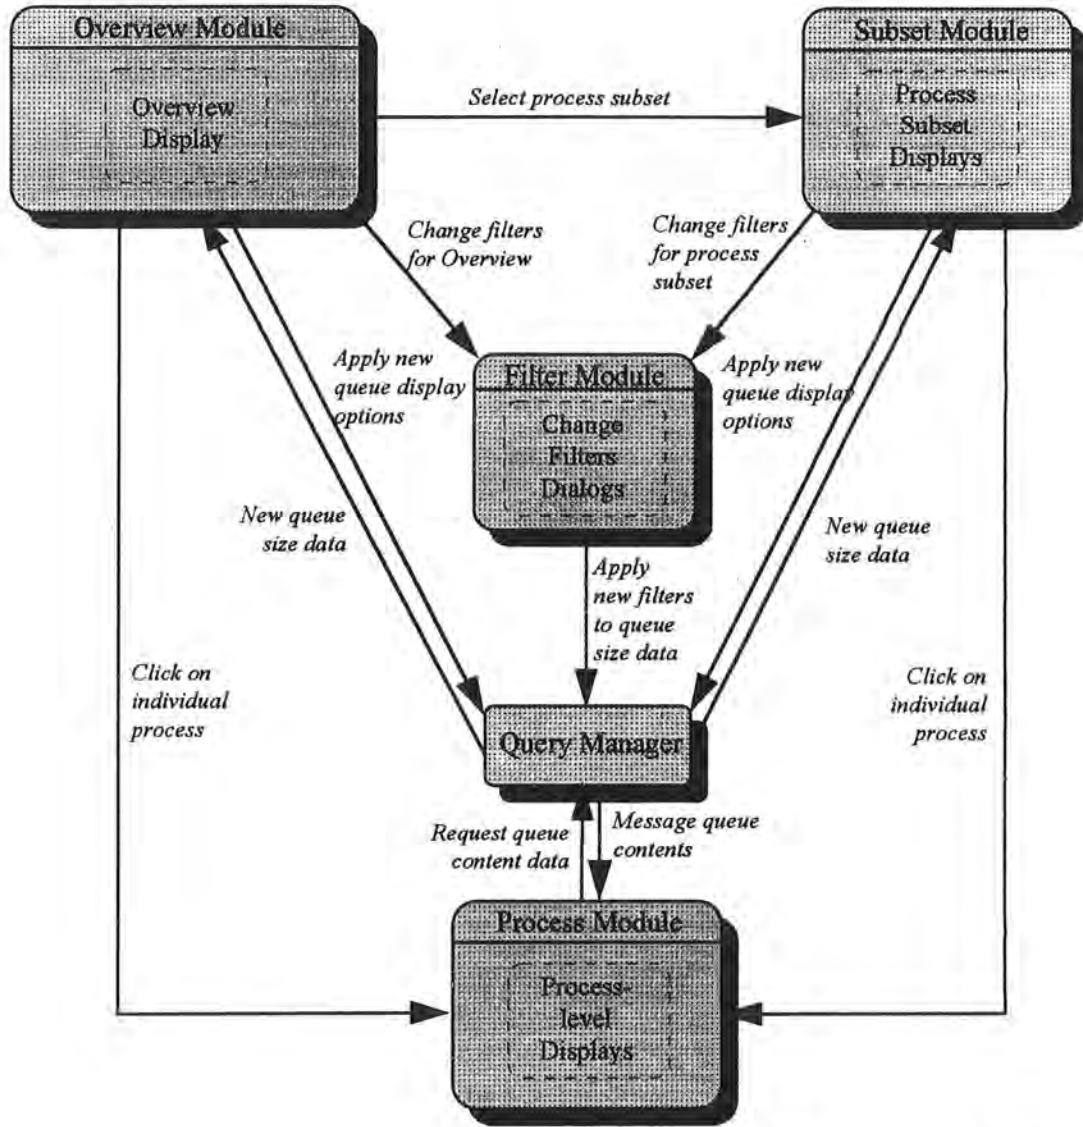 Overview Module
Overview
Display
Select process subset
Subset Module
Process
Subset
Displays
Change filters
for Overview
Change filters
for process
subset
Apply new
queue display
options
Filter Module
Change
Filters
Dialogs
Apply new
queue display
options
New queue
size data
Apply
new filters
to queue
size data
New queue
size data
Click on
individual
process
Query Manager
Click on
individual
process
Request queue
content data
Message queue
contents
Process Module
Process-
level
Displays